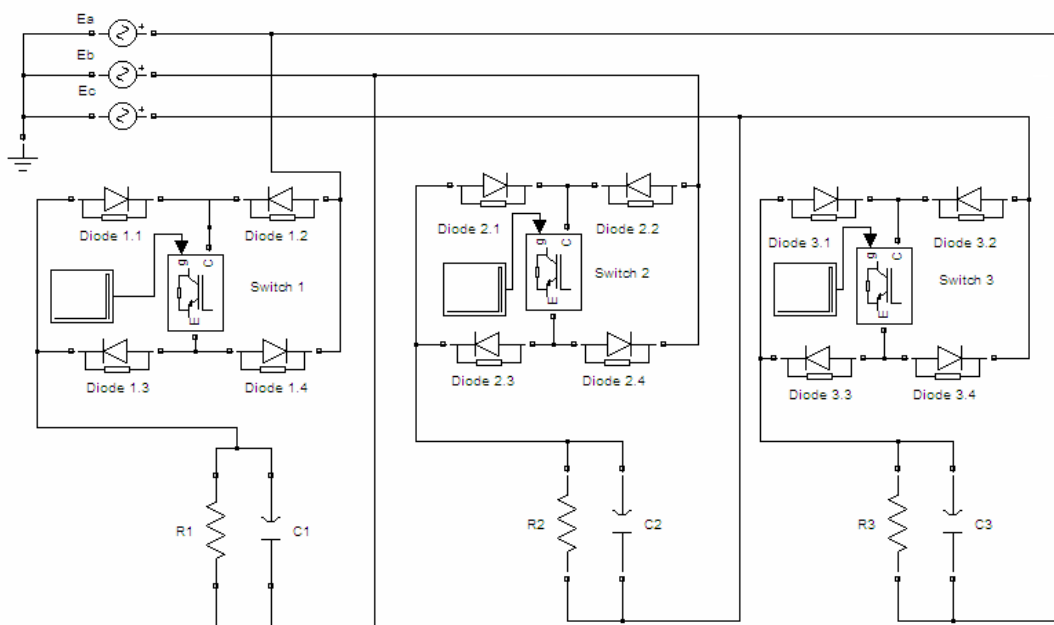 Ea
Eb
Ec
Diode 1.1
Diode 1.2
g
C
E
Switch 1
Diode 1.3
Diode 1.4
R1
C1
Diode 2.1
Diode 2.2
g
C
E
Switch 2
Diode 2.3
Diode 2.4
R2
C2
Diode 3.1
Diode 3.2
g
C
E
Switch 3
Diode 3.3
Diode 3.4
R3
C3